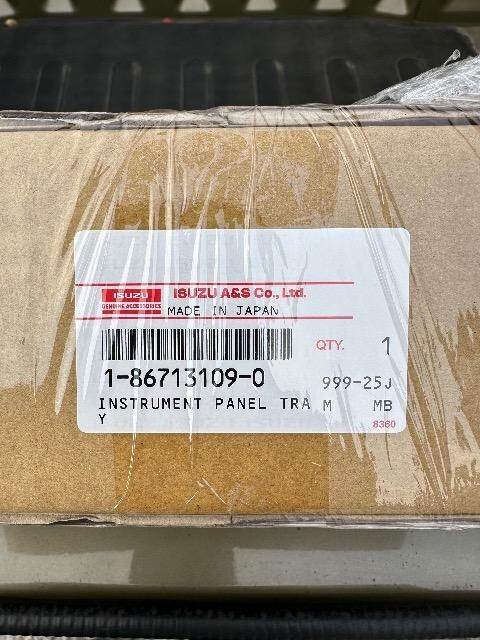 ISUZU
GENUINE ACCESSORIES
ISUZU A&S Co., Ltd.
MADE IN JAPAN
QTY. 1
1-86713109-0
999-25J
INSTRUMENT PANEL TRA M MB
Y
8360